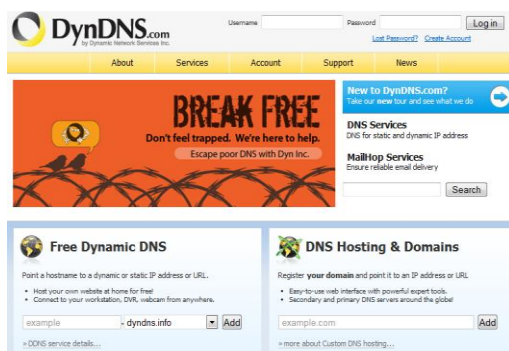 DynDNS.com
by Dynamic Network Services Inc.
Username
Password
Log in
Lost Password? Create Account
About Services Account Support News
BREAK FREE
Don't feel trapped. We're here to help.
Escape poor DNS with Dyn Inc.
New to DynDNS.com?
Take our new tour and see what we do
DNS Services
DNS for static and dynamic IP address
MailHop Services
Ensure reliable email delivery
Search
Free Dynamic DNS
Point a hostname to a dynamic or static IP address or URL.
• Host your own website at home for free!
• Connect to your workstation, DVR, webcam from anywhere.
example - dyndns.info Add
» DDNS service details...
DNS Hosting & Domains
Register your domain and point it to an IP address or URL
• Easy-to-use web interface with powerful expert tools.
• Secondary and primary DNS servers around the globe!
example.com Add
» more about Custom DNS hosting...